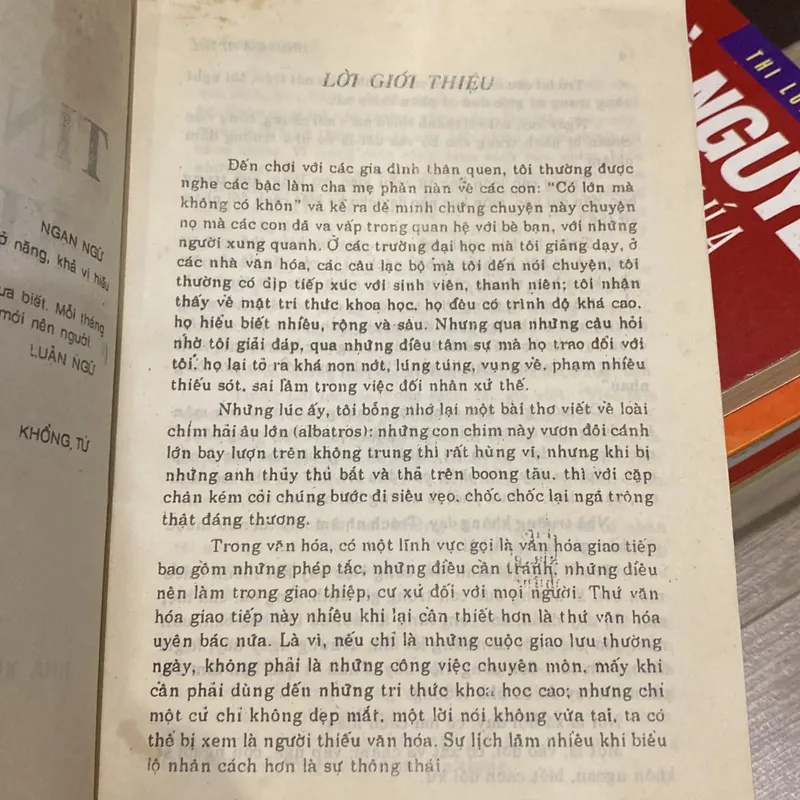 LỜI GIỚI THIỆU
Đến chơi với các gia đình thân quen, tôi thường được
nghe các bậc làm cha mẹ phàn nàn về các con: "Có lớn mà
không có khôn" và kể ra để minh chứng chuyện này chuyện
nọ mà các con đã va vấp trong quan hệ với bè bạn, với những
người xung quanh. Ở các trường đại học mà tôi giảng dạy, ở
các nhà văn hóa, các câu lạc bộ mà tôi đến nói chuyện, tôi
thường có dịp tiếp xúc với sinh viên, thanh niên; tôi nhận
thấy về mặt tri thức khoa học, họ đều có trình độ khá cao,
họ hiểu biết nhiều, rộng và sâu. Nhưng qua những câu hỏi
nhờ tôi giải đáp, qua những điều tâm sự mà họ trao đổi với
tôi, họ lại tỏ ra khá non nớt, lúng túng, vụng về, phạm nhiều
thiếu sót, sai lầm trong việc đối nhân xử thế.
Những lúc ấy, tôi bỗng nhớ lại một bài thơ viết về loài
chim hải âu lớn (albatros): những con chim này vươn đôi cánh
lớn bay lượn trên không trung thì rất hùng vĩ, nhưng khi bị
những anh thủy thủ bắt và thả trên boong tàu, thì với cặp
chân kém cỏi chúng bước đi siêu vẹo, chốc chốc lại ngã trông
thật đáng thương.
Trong văn hóa, có một lĩnh vực gọi là văn hóa giao tiếp
bao gồm những phép tắc, những điều cần tránh, những điều
nên làm trong giao thiệp, cư xử đối với mọi người. Thứ văn
hóa giao tiếp này nhiều khi lại cần thiết hơn là thứ văn hóa
uyên bác nữa. Là vì, nếu chỉ là những cuộc giao lưu thường
ngày, không phải là những công việc chuyên môn, mấy khi
cần phải dùng đến những tri thức khoa học cao; nhưng chỉ
một cử chỉ không đẹp mắt, một lời nói không vừa tai, ta có
thể bị xem là người thiếu văn hóa. Sự lịch lãm nhiều khi biểu
lộ nhân cách hơn là sự thông thái.
TIN
NGẠN NGỮ
năng, khả vi hiếu
biết. Mỗi tháng
mới nên người.
LUẬN NGỮ
KHỔNG TỬ
THI LU
NGUY